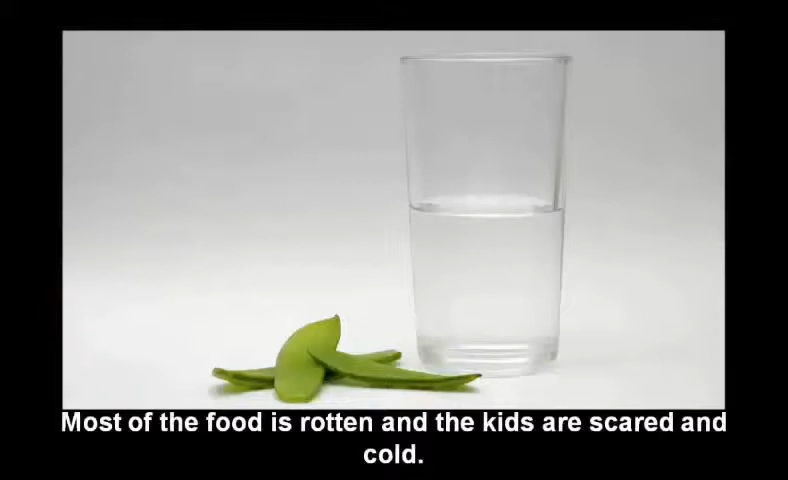 Most of the food is rotten and the kids are scared and
cold.